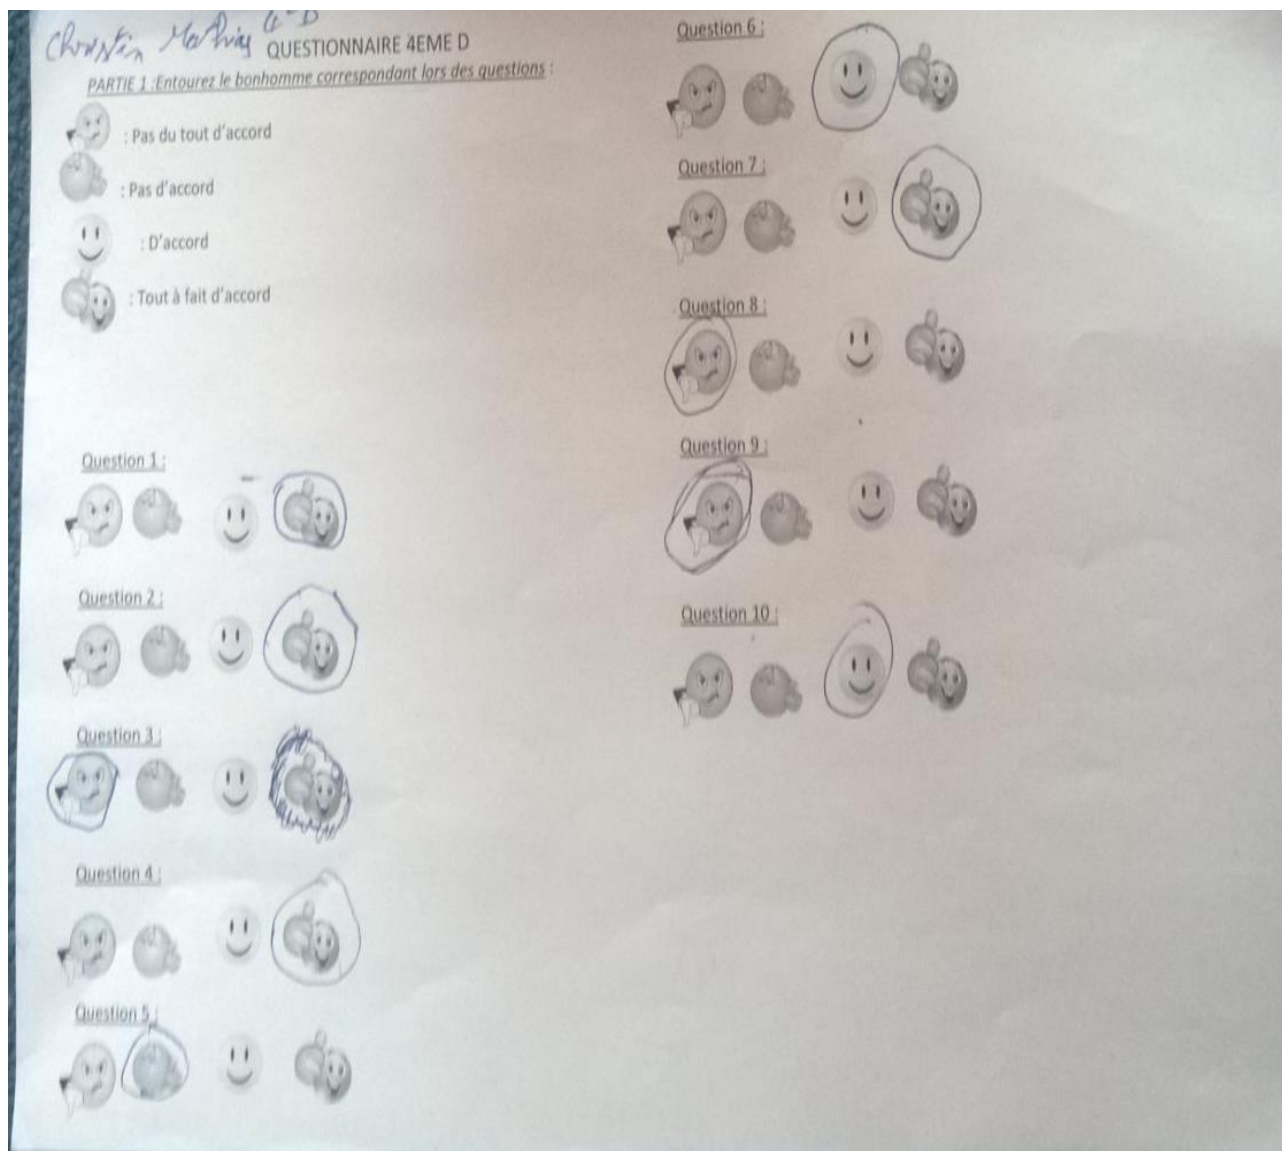 Mathias 4e D
QUESTIONNAIRE 4EME D
PARTIE 1 :Entourez le bonhomme correspondant lors des questions :
: Pas du tout d'accord
: Pas d'accord
: D'accord
: Tout à fait d'accord
Question 1 :
Question 2 :
Question 3 :
Question 4 :
Question 5 :
Question 6 :
Question 7 :
Question 8 :
Question 9 :
Question 10 :